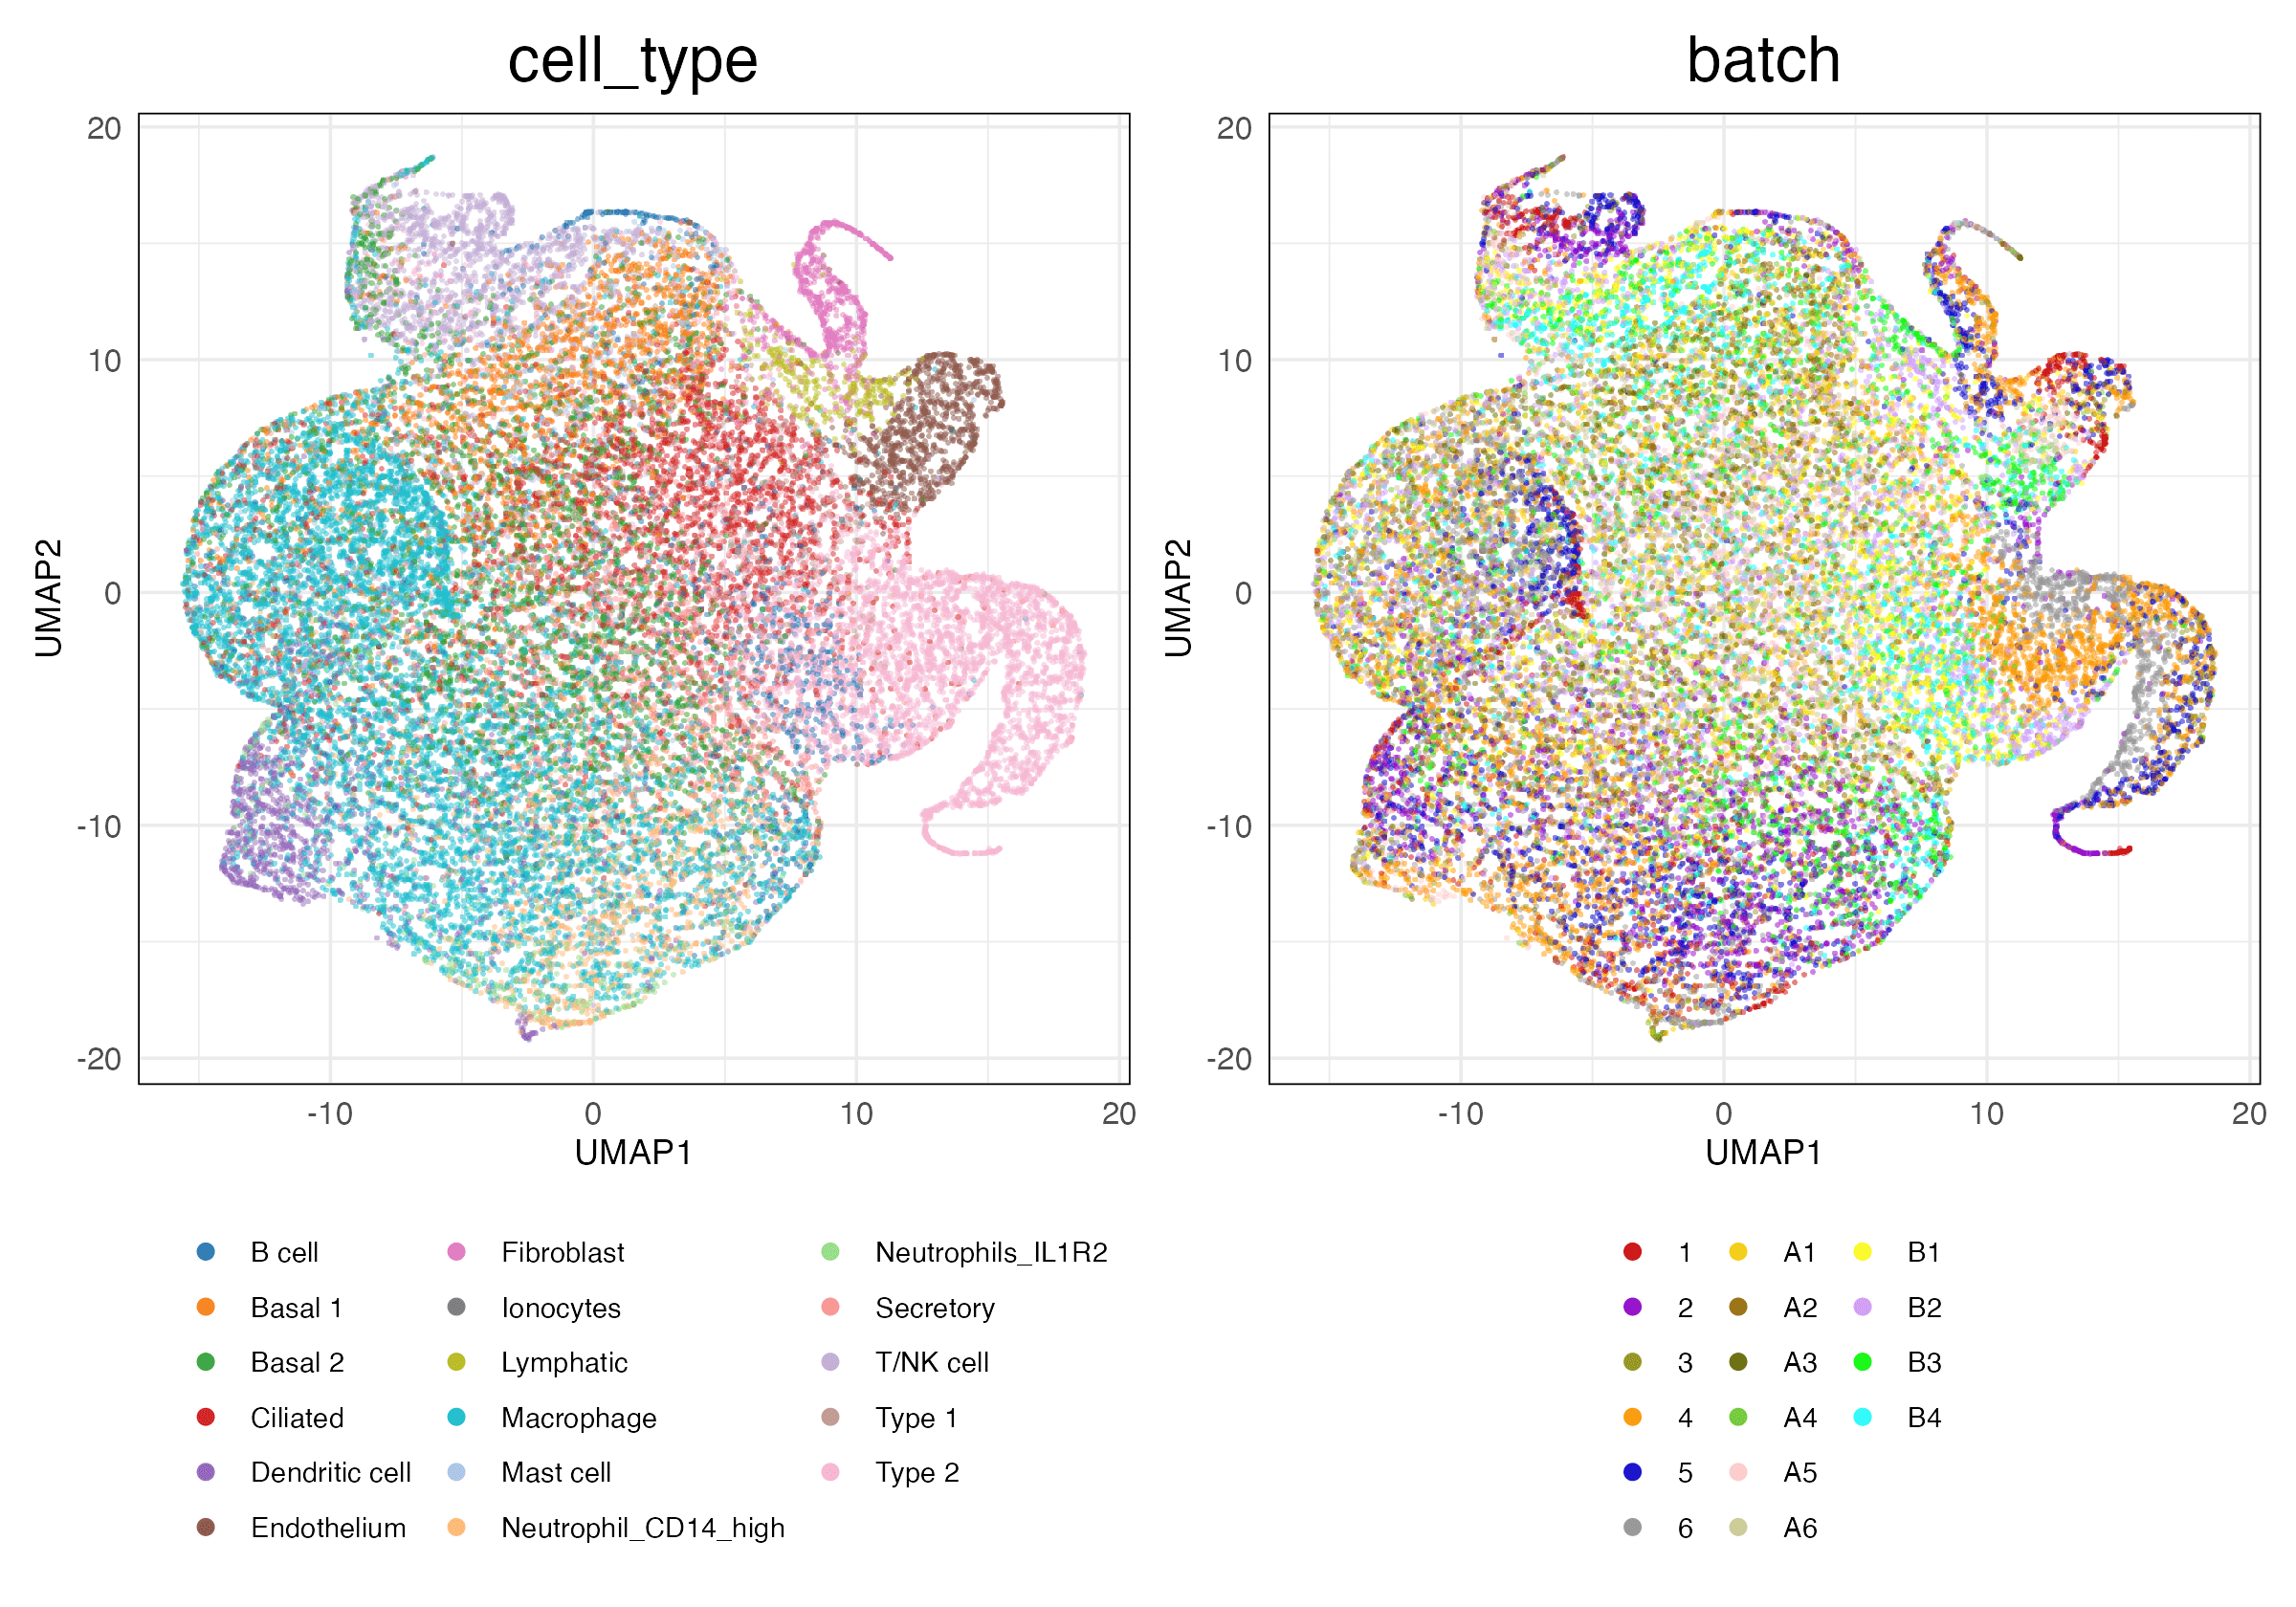 cell_type
batch
20
10
0
-10
-20
UMAP2
-10 0 10 20
UMAP1
20
10
0
-10
-20
UMAP2
-10 0 10 20
UMAP1
B cell Fibroblast Neutrophils_IL1R2
Basal 1 Ionocytes Secretory
Basal 2 Lymphatic T/NK cell
Ciliated Macrophage Type 1
Dendritic cell Mast cell Type 2
Endothelium Neutrophil_CD14_high
1 A1 B1
2 A2 B2
3 A3 B3
4 A4 B4
5 A5
6 A6